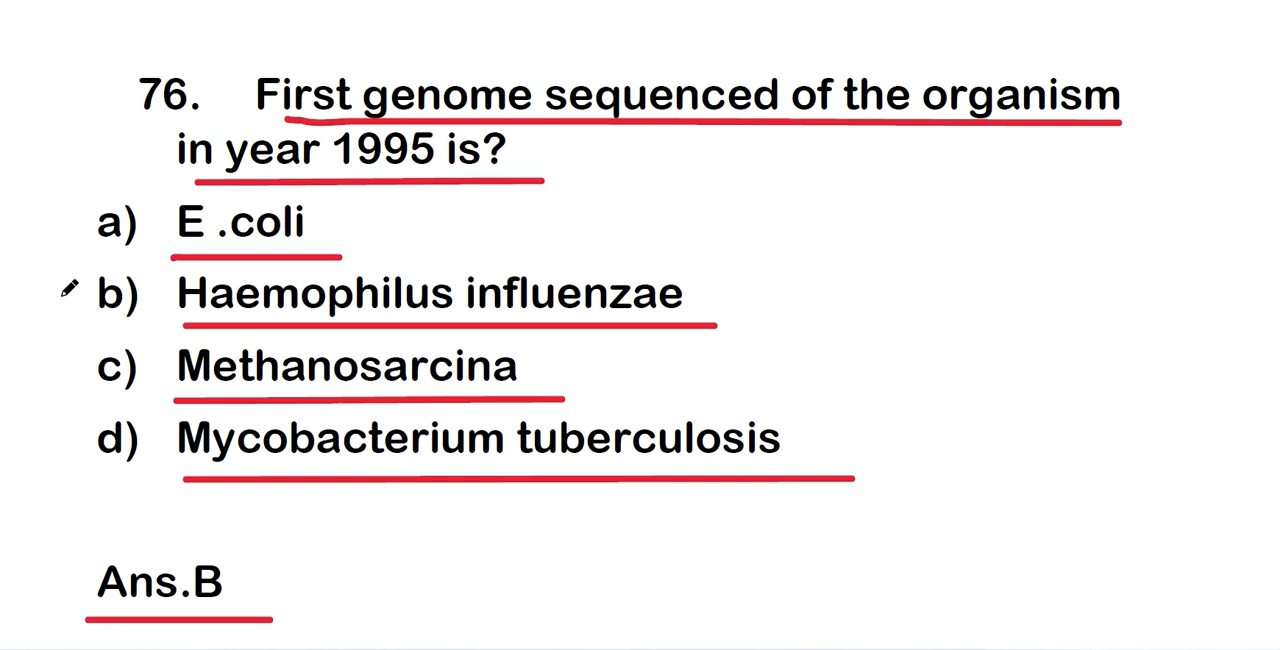 76. First genome sequenced of the organism
in year 1995 is?
a) E .coli
b) Haemophilus influenzae
c) Methanosarcina
d) Mycobacterium tuberculosis
Ans.B